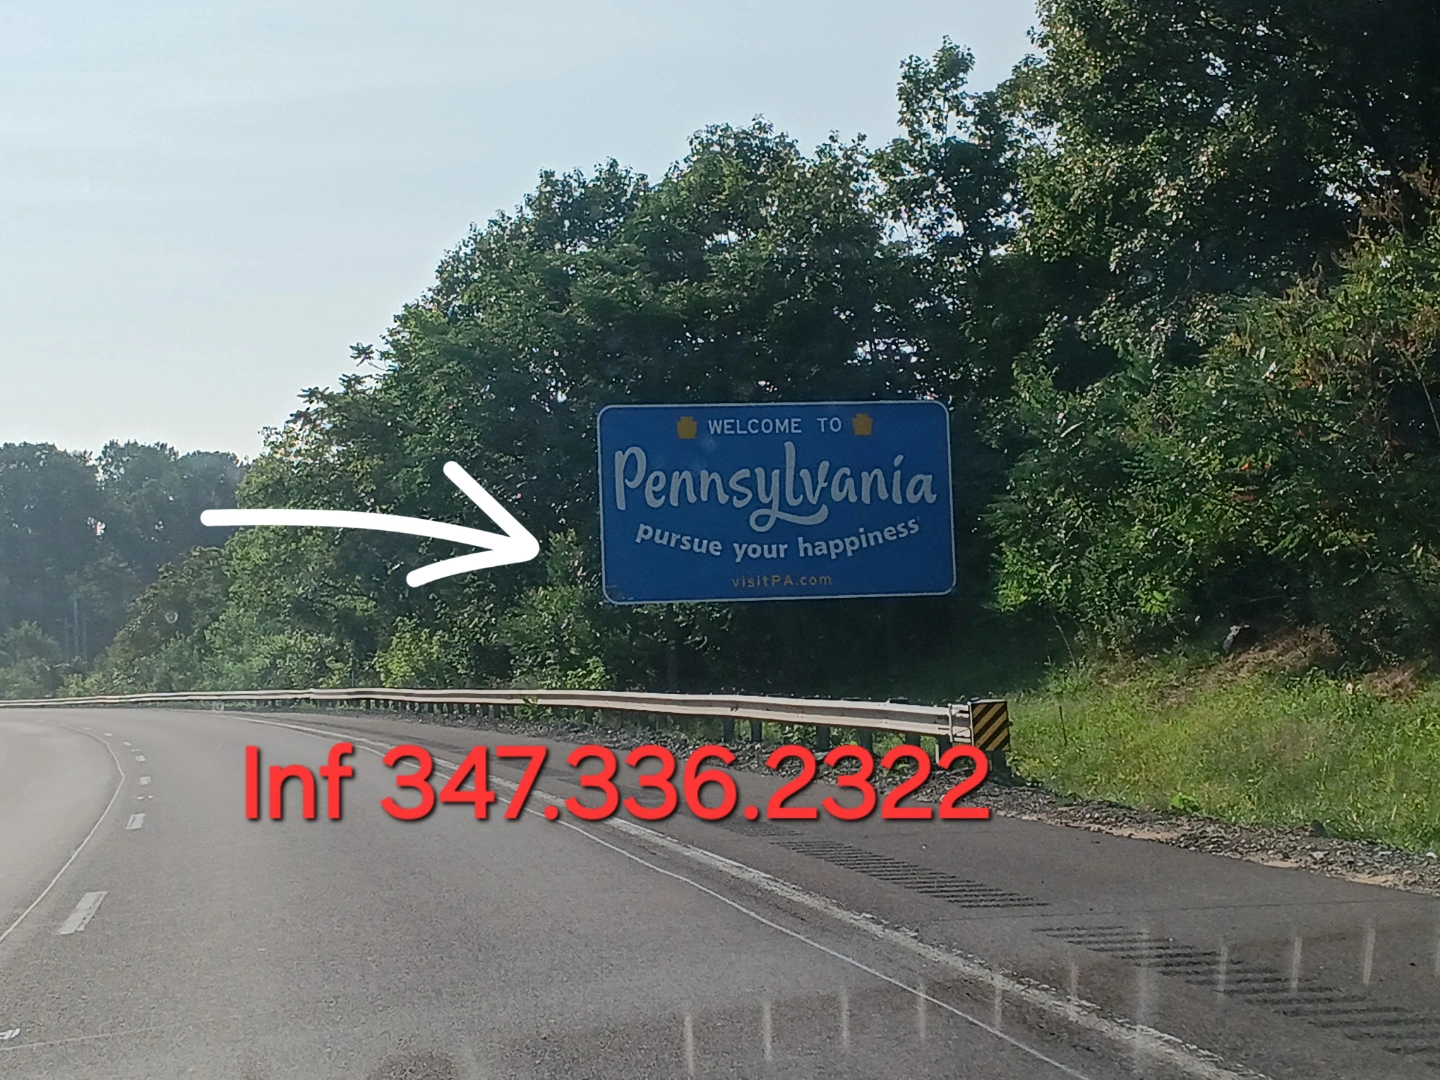 WELCOME TO
Pennsylvania
pursue your happiness
visitPA.com
Inf 347.336.2322